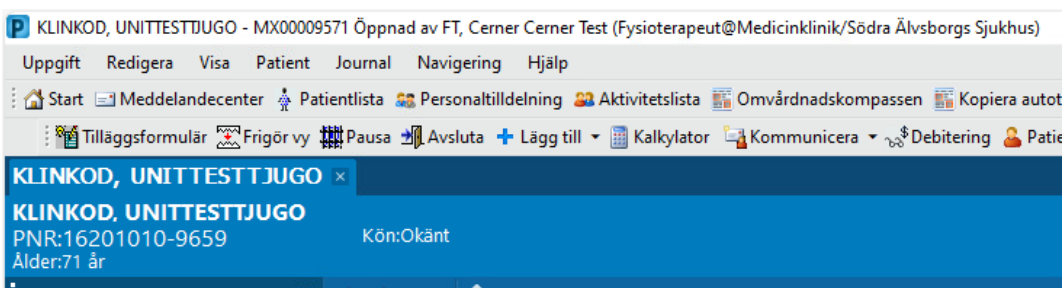 KLINKOD, UNITTESTTJUGO - MX00009571 Öppnad av FT, Cerner Cerner Test (Fysioterapeut@Medicinklinik/Södra Älvsborgs Sjukhus)
Uppgift Redigera Visa Patient Journal Navigering Hjälp
Start Meddelandecenter Patientlista Personaltilldelning Aktivitetslista Omvårdnadskompassen Kopiera autot
Tilläggsformulär Frigör vy Pausa Avsluta Lägg till Kalkylator Kommunicera Debitering Patie
KLINKOD, UNITTESTTJUGO ×
KLINKOD, UNITTESTTJUGO
PNR:16201010-9659 Kön:Okänt
Ålder:71 år